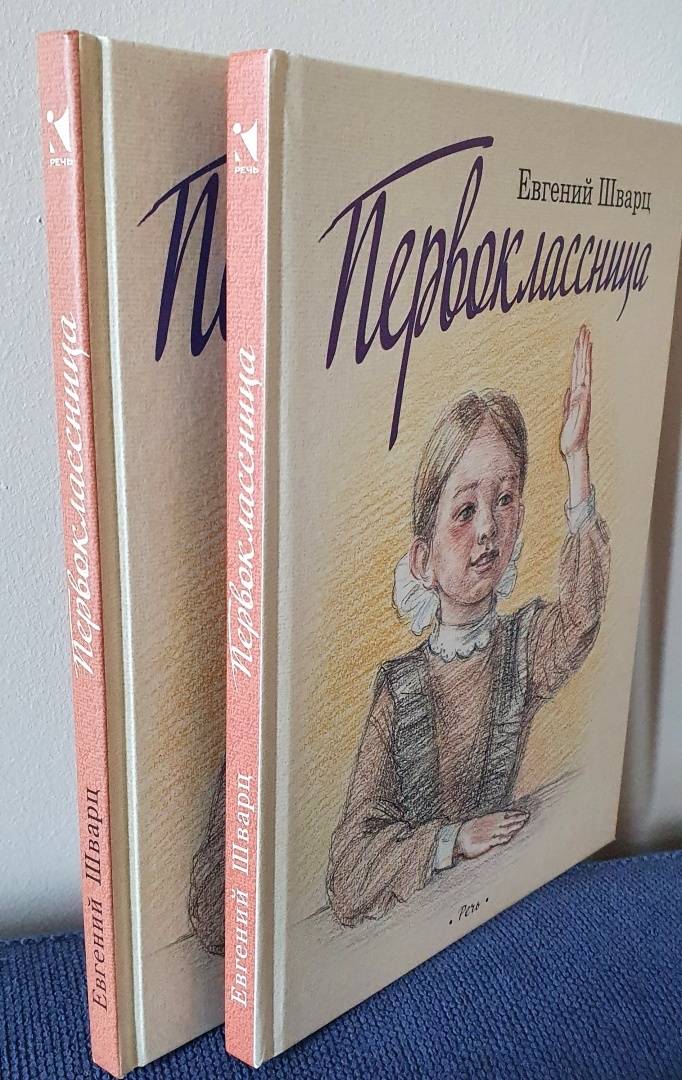 РЕЧЬ
Первоклассница
Евгений Шварц
РЕЧЬ
Первоклассница
Евгений Шварц
Евгений Шварц
Первоклассница
• Речь •